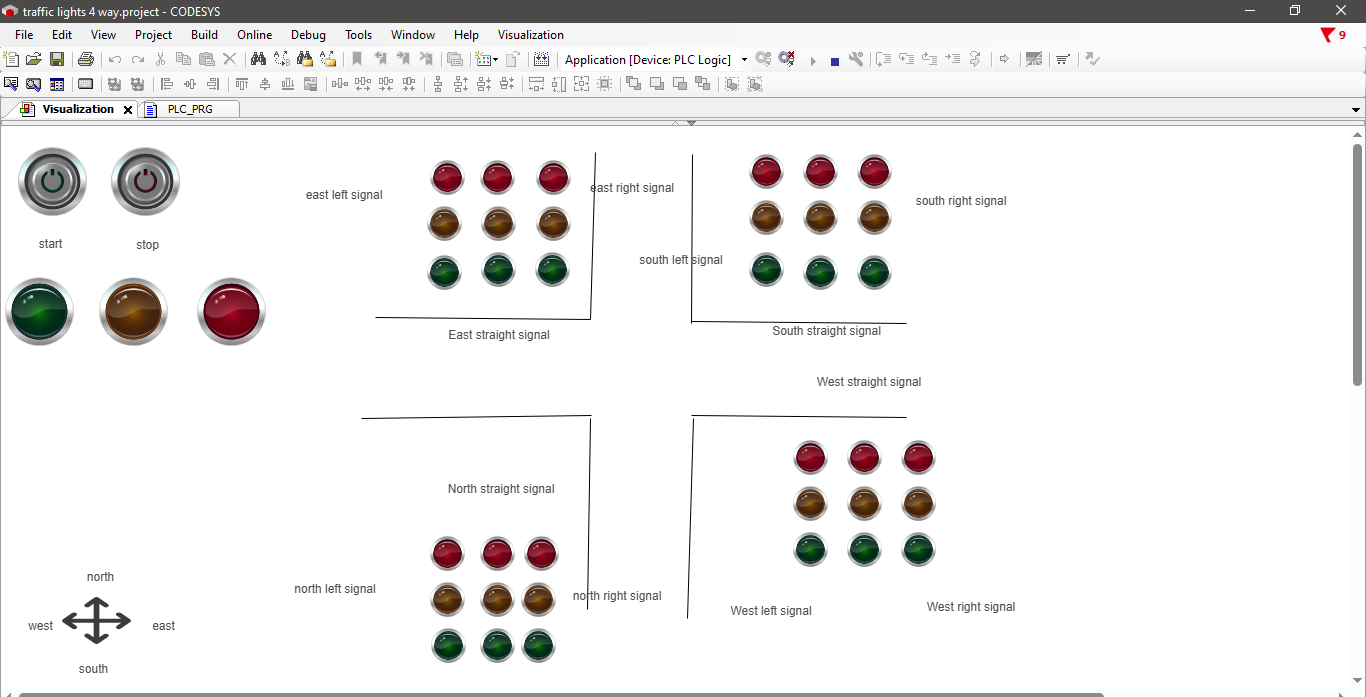 traffic lights 4 way.project - CODESYS
File Edit View Project Build Online Debug Tools Window Help Visualization
9
Application [Device: PLC Logic]
Visualization PLC_PRG
east left signal
east right signal
south right signal
start
stop
south left signal
East straight signal
South straight signal
West straight signal
North straight signal
north
north left signal
north right signal
West left signal
West right signal
west
east
south